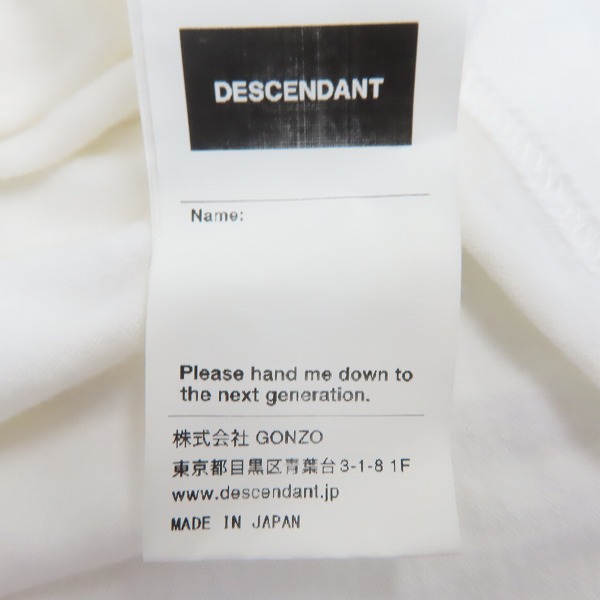 DESCENDANT
Name:
Please hand me down to
the next generation.
株式会社 GONZO
東京都目黒区青葉台3-1-8 1F
www.descendant.jp
MADE IN JAPAN